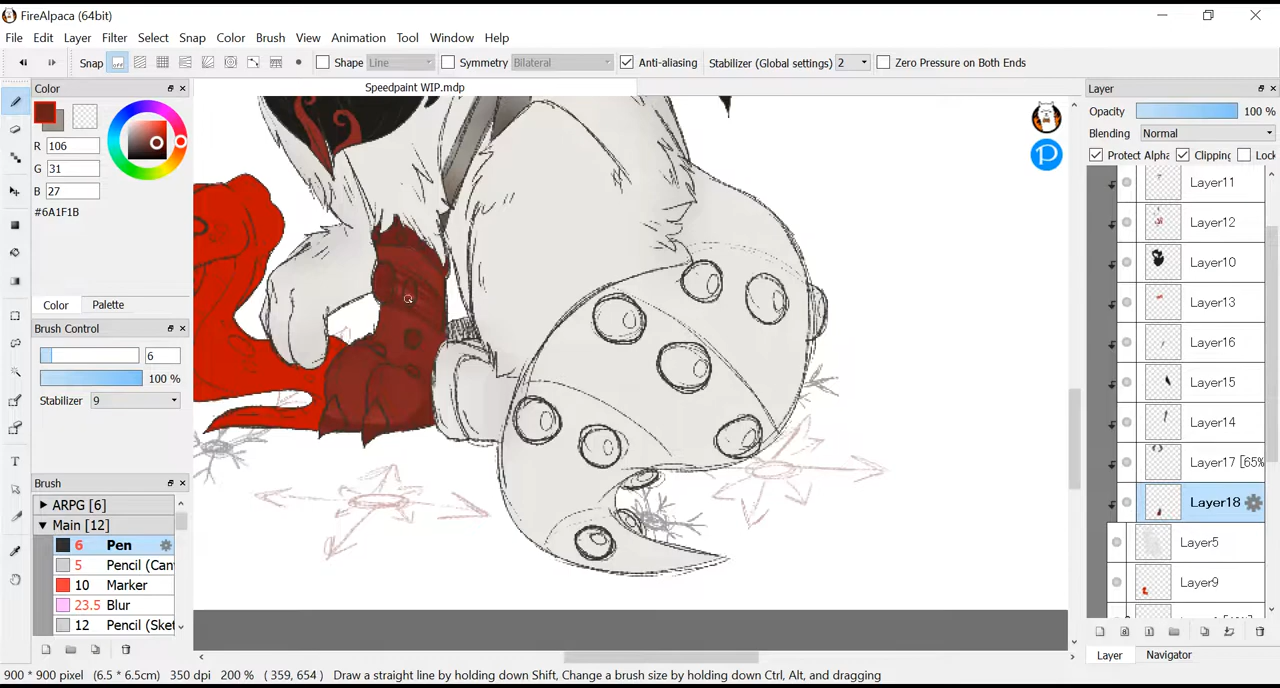 FireAlpaca (64bit)
File Edit Layer Filter Select Snap Color Brush View Animation Tool Window Help
Snap off Shape Line Symmetry Bilateral Anti-aliasing Stabilizer (Global settings) 2 Zero Pressure on Both Ends
Color
Speedpaint WIP.mdp
Layer
R 106
G 31
B 27
#6A1F1B
Color Palette
Brush Control
6
100 %
Stabilizer 9
Brush
ARPG [6]
Main [12]
6 Pen
5 Pencil (Can
10 Marker
23.5 Blur
12 Pencil (Sket
Opacity 100 %
Blending Normal
Protect Alpha Clipping Lock
Layer11
Layer12
Layer10
Layer13
Layer16
Layer15
Layer14
Layer17 [65%
Layer18
Layer5
Layer9
Layer Navigator
900 * 900 pixel (6.5 * 6.5cm) 350 dpi 200 % ( 359, 654 ) Draw a straight line by holding down Shift, Change a brush size by holding down Ctrl, Alt, and dragging